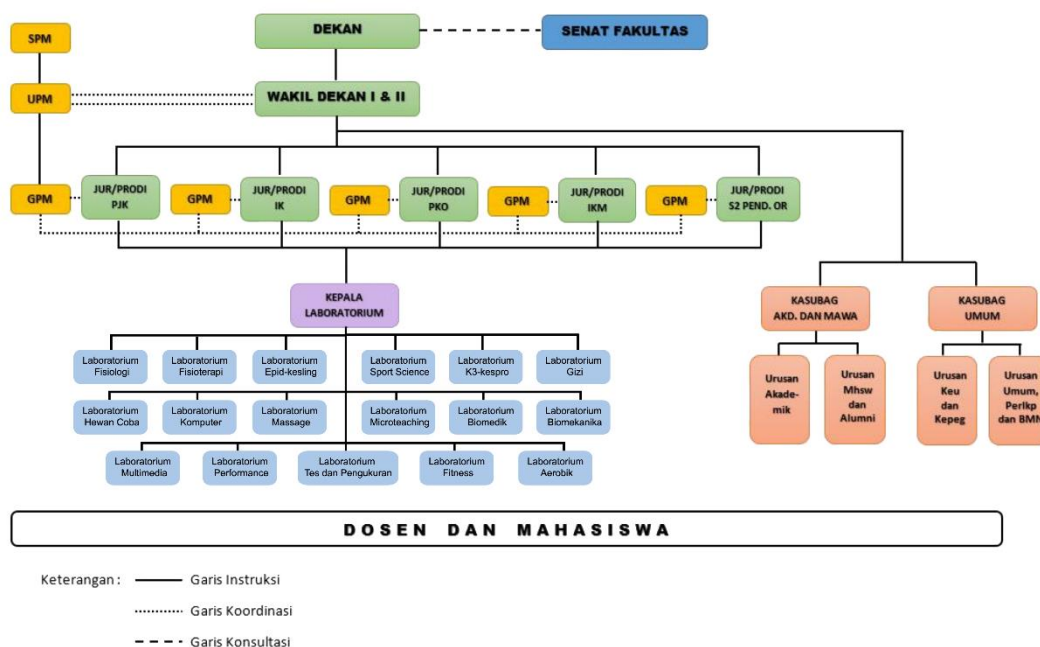 DEKAN
SENAT FAKULTAS
SPM
UPM
WAKIL DEKAN I & II
GPM
JUR/PRODI
PJK
GPM
JUR/PRODI
IK
GPM
JUR/PRODI
PKO
GPM
JUR/PRODI
IKM
GPM
JUR/PRODI
S2 PEND. OR
KEPALA
LABORATORIUM
KASUBAG
AKD. DAN MAWA
KASUBAG
UMUM
Laboratorium
Fisiologi
Laboratorium
Fisioterapi
Laboratorium
Epid-kesling
Laboratorium
Sport Science
Laboratorium
K3-kespro
Laboratorium
Gizi
Urusan
Akade-
mik
Urusan
Mhsw
dan
Alumni
Urusan
Keu
dan
Kepeg
Urusan
Umum,
Perlkp
dan BMN
Laboratorium
Hewan Coba
Laboratorium
Komputer
Laboratorium
Massage
Laboratorium
Microteaching
Laboratorium
Biomedik
Laboratorium
Biomekanika
Laboratorium
Multimedia
Laboratorium
Performance
Laboratorium
Tes dan Pengukuran
Laboratorium
Fitness
Laboratorium
Aerobik
DOSEN DAN MAHASISWA
Keterangan : Garis Instruksi
Garis Koordinasi
Garis Konsultasi